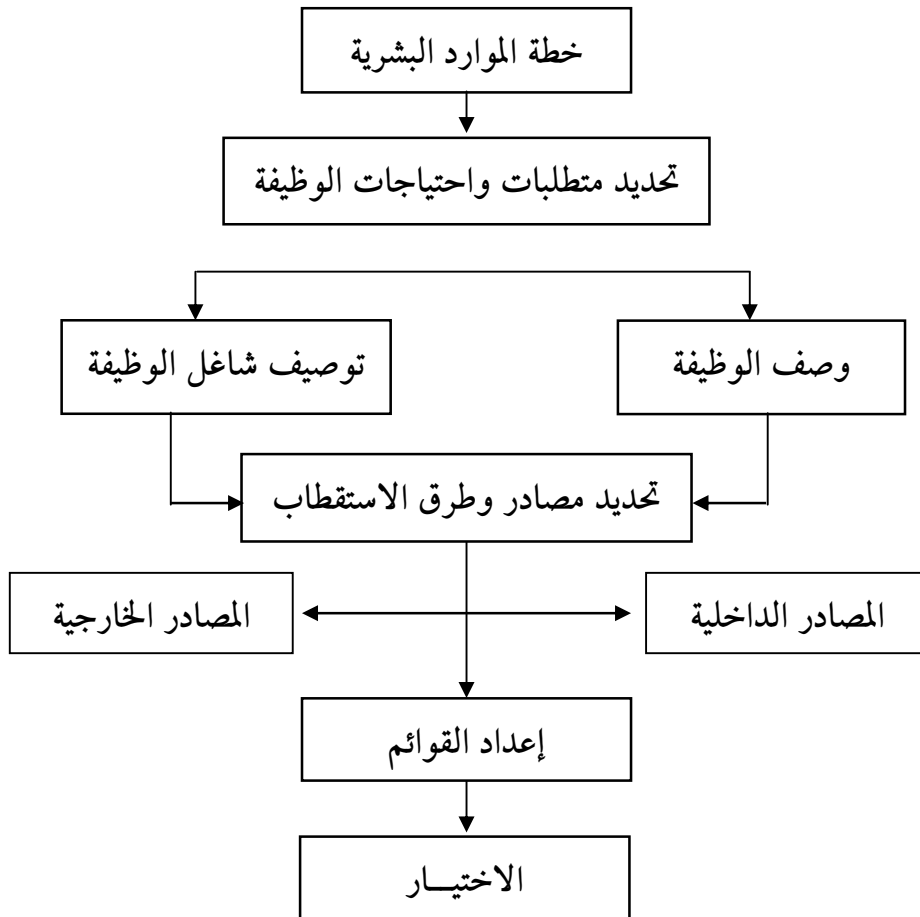 خطة الموارد البشرية
تحديد متطلبات واحتياجات الوظيفة
وصف الوظيفة
توصيف شاغل الوظيفة
تحديد مصادر وطرق الاستقطاب
المصادر الداخلية
المصادر الخارجية
إعداد القوائم
الاختيــار